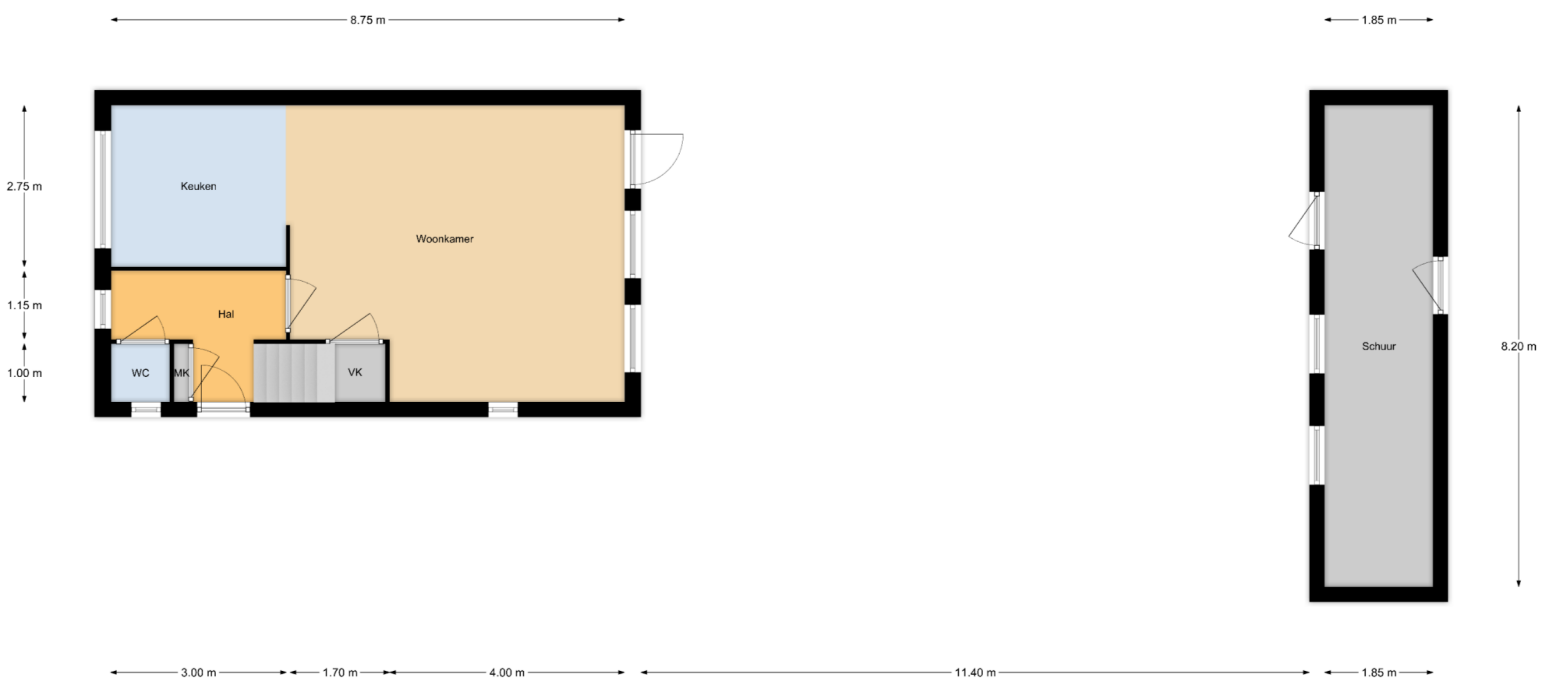 8.75 m
1.85 m
Keuken
2.75 m
Woonkamer
1.15 m
Hal
Schuur
8.20 m
1.00 m
WC
MK
VK
3.00 m
1.70 m
4.00 m
11.40 m
1.85 m